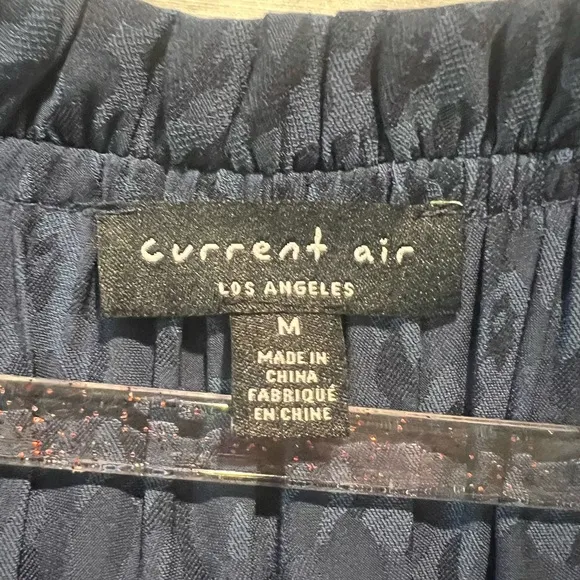 current air
LOS ANGELES
M
MADE IN
CHINA
FABRIQUÉ
EN CHINE